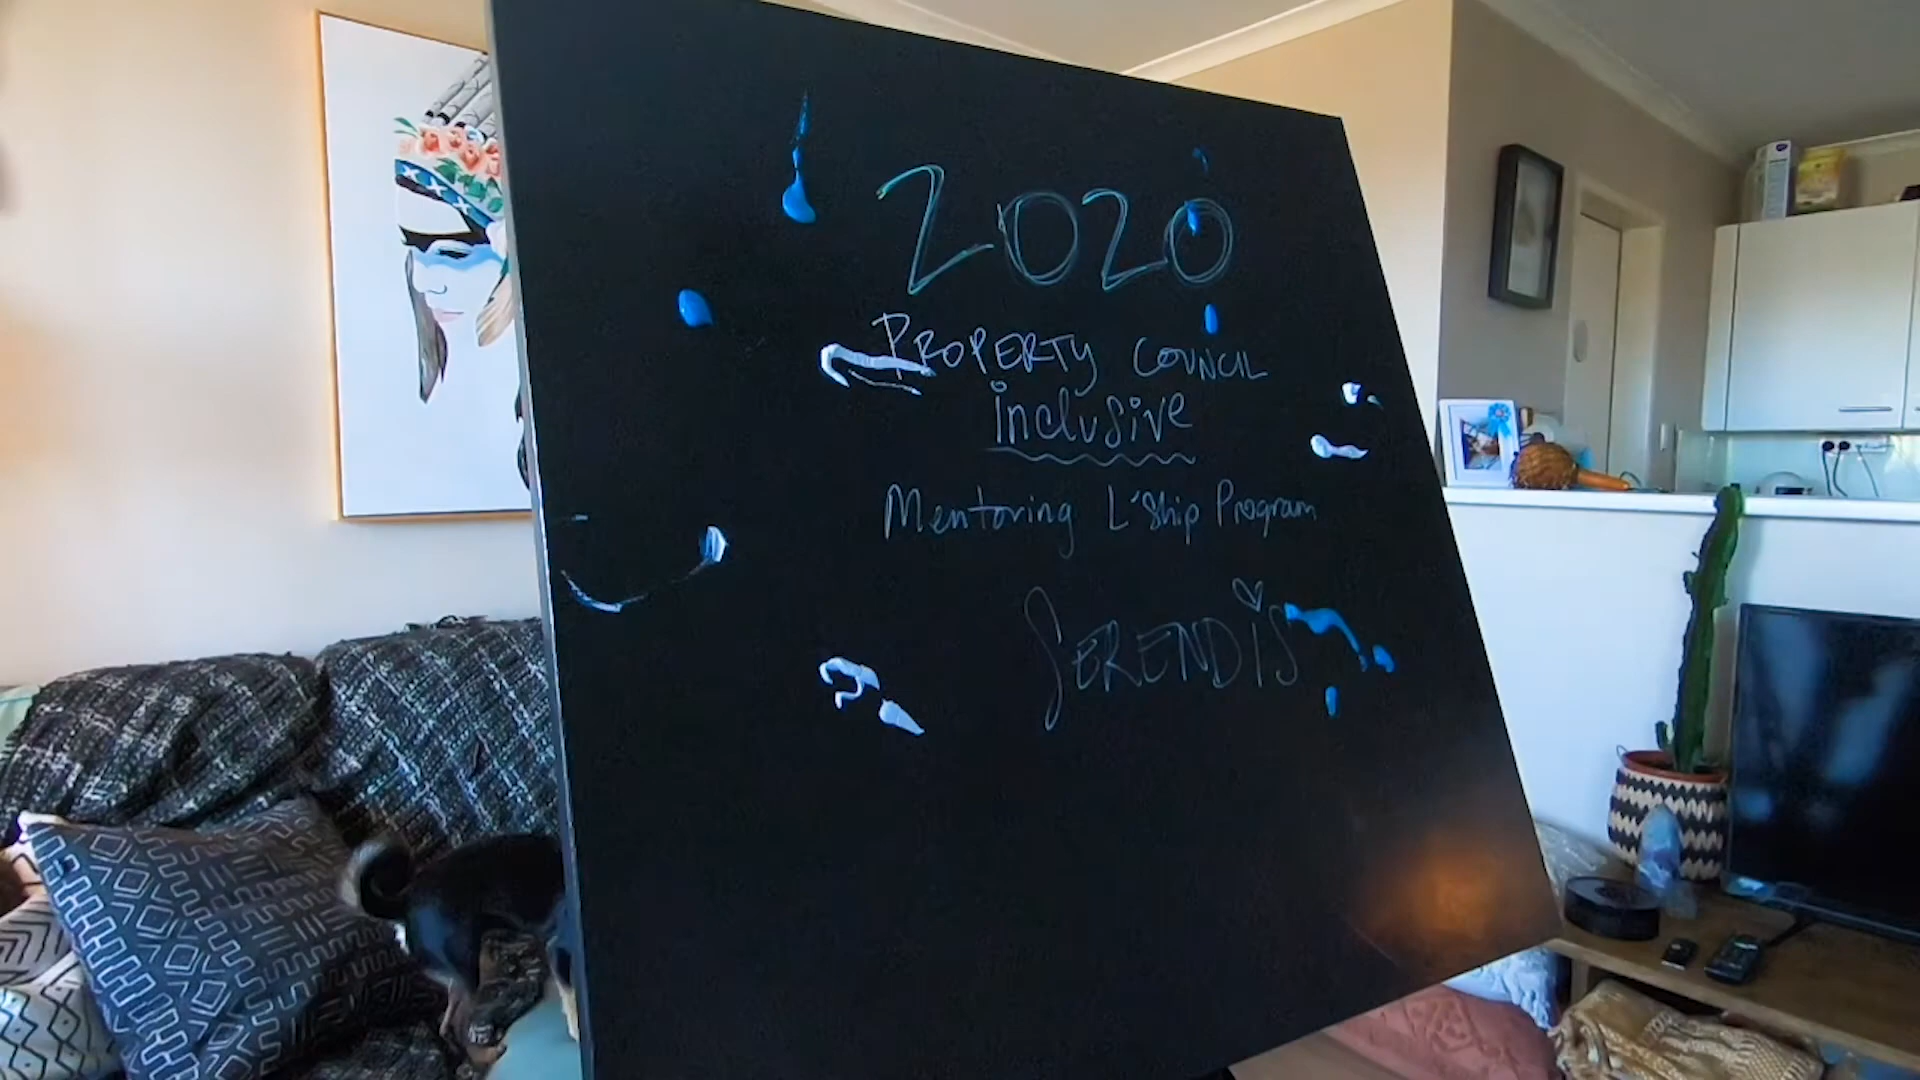 2020
PROPERTY COUNCIL
inclusive
Mentoring L'Ship Program
SERENDIS